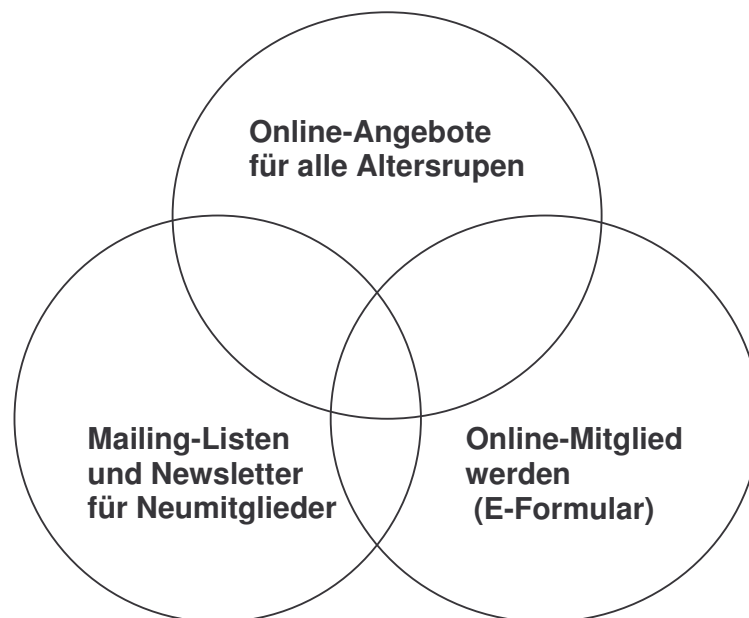 Online-Angebote
für alle Altersrupen
Mailing-Listen
und Newsletter
für Neumitglieder
Online-Mitglied
werden
(E-Formular)